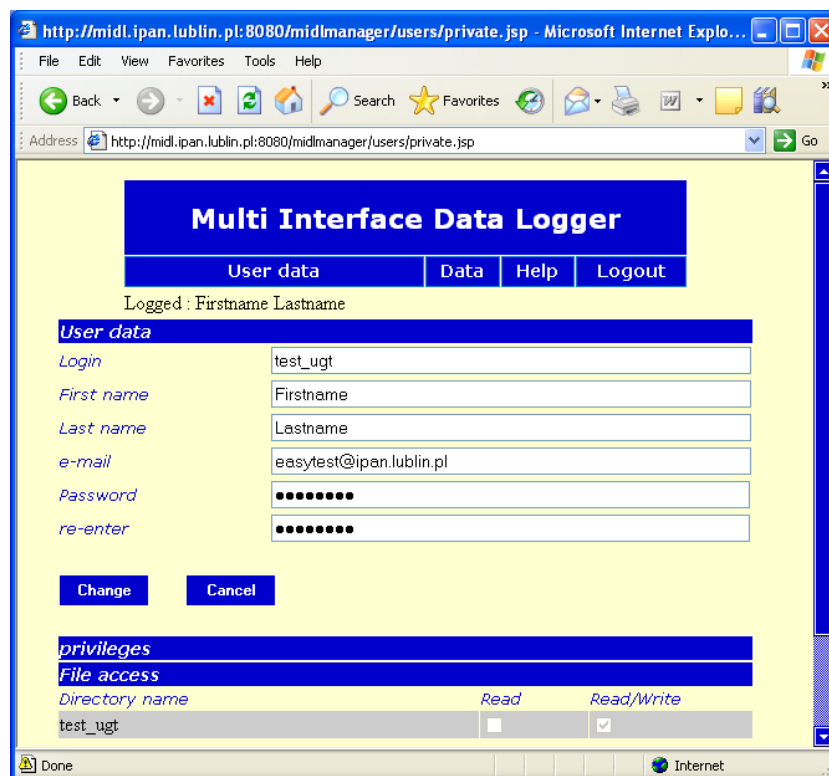 http://midl.ipan.lublin.pl:8080/midlmanager/users/private.jsp - Microsoft Internet Explo...
File Edit View Favorites Tools Help
Back Search Favorites W »
Address http://midl.ipan.lublin.pl:8080/midlmanager/users/private.jsp Go
Multi Interface Data Logger
User data Data Help Logout
Logged : Firstname Lastname
User data
Login test_ugt
First name Firstname
Last name Lastname
e-mail easytest@ipan.lublin.pl
Password ●●●●●●●●
re-enter ●●●●●●●●
Change Cancel
privileges
File access
Directory name Read Read/Write
test_ugt
Done Internet